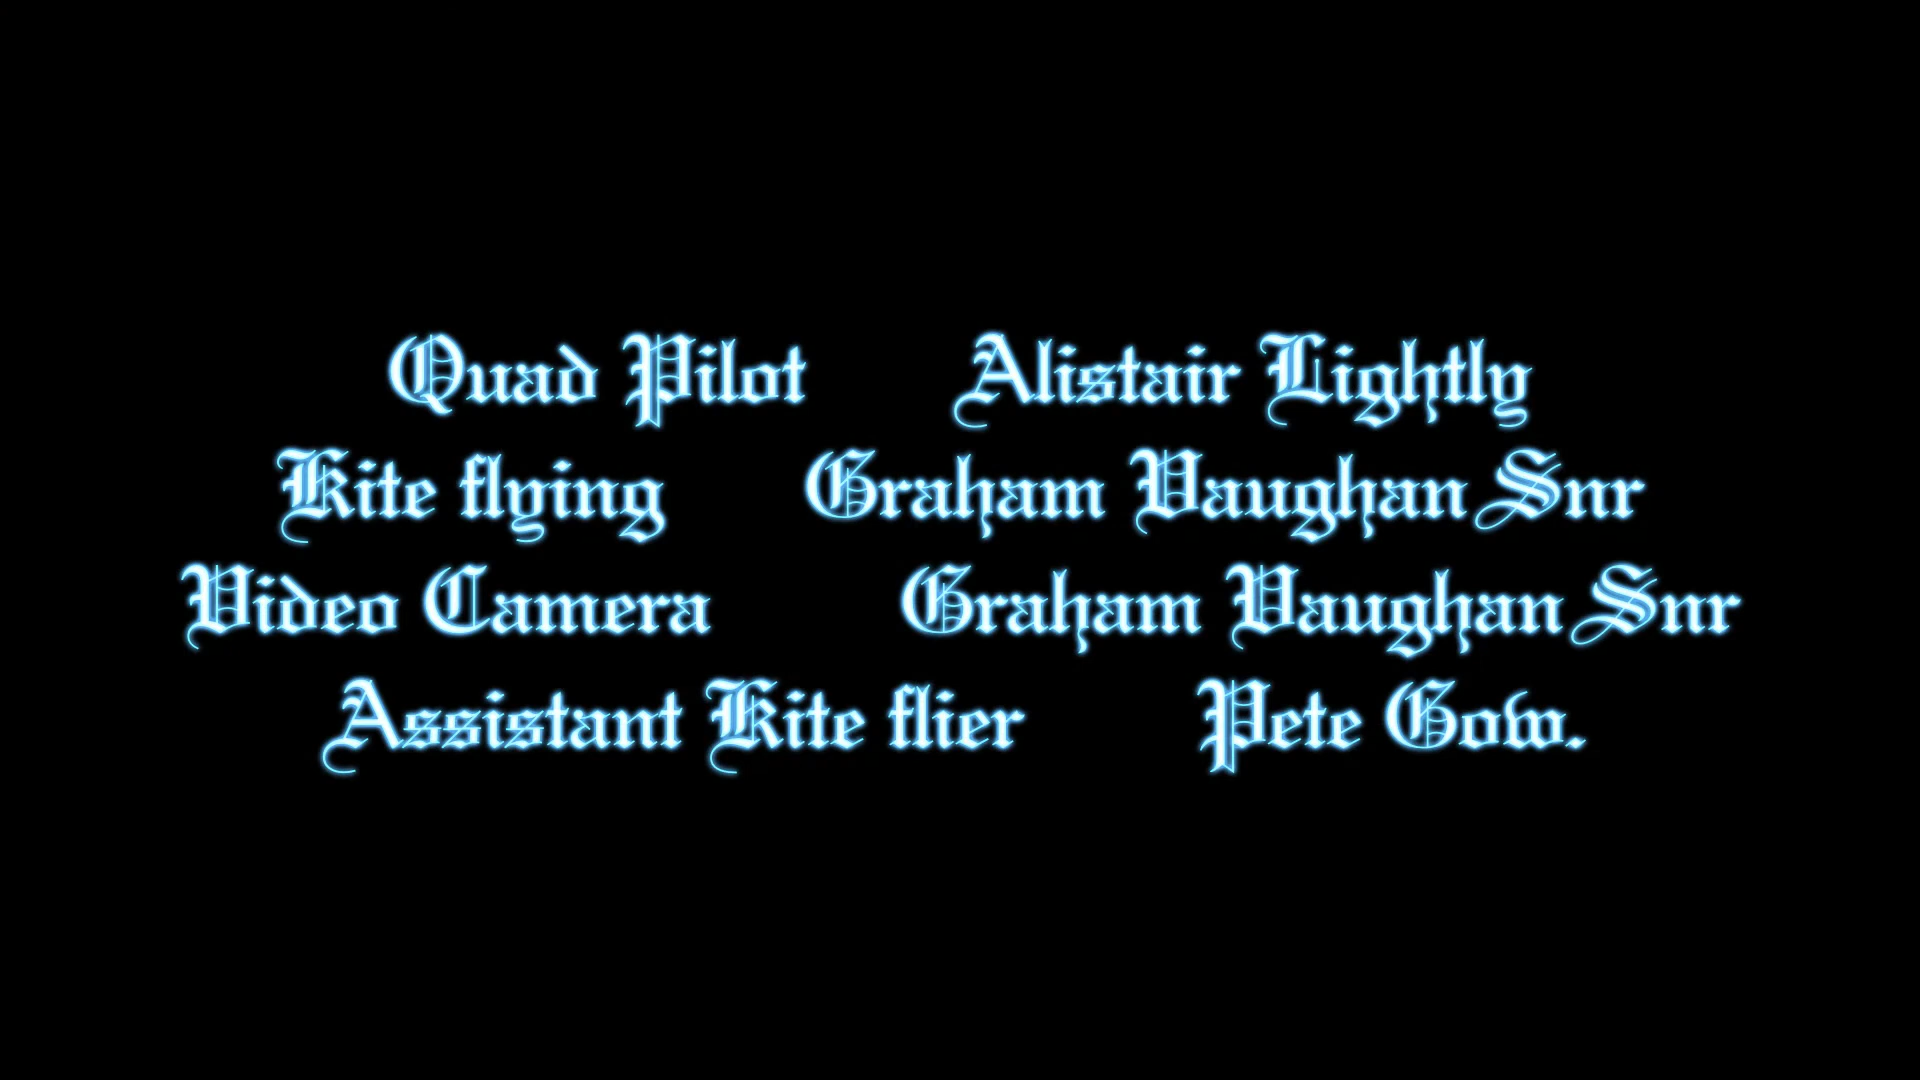 Quad Pilot Alistair Lightly
Kite flying Graham Vaughan Snr
Video Camera Graham Vaughan Snr
Assistant Kite flier Pete Gow.